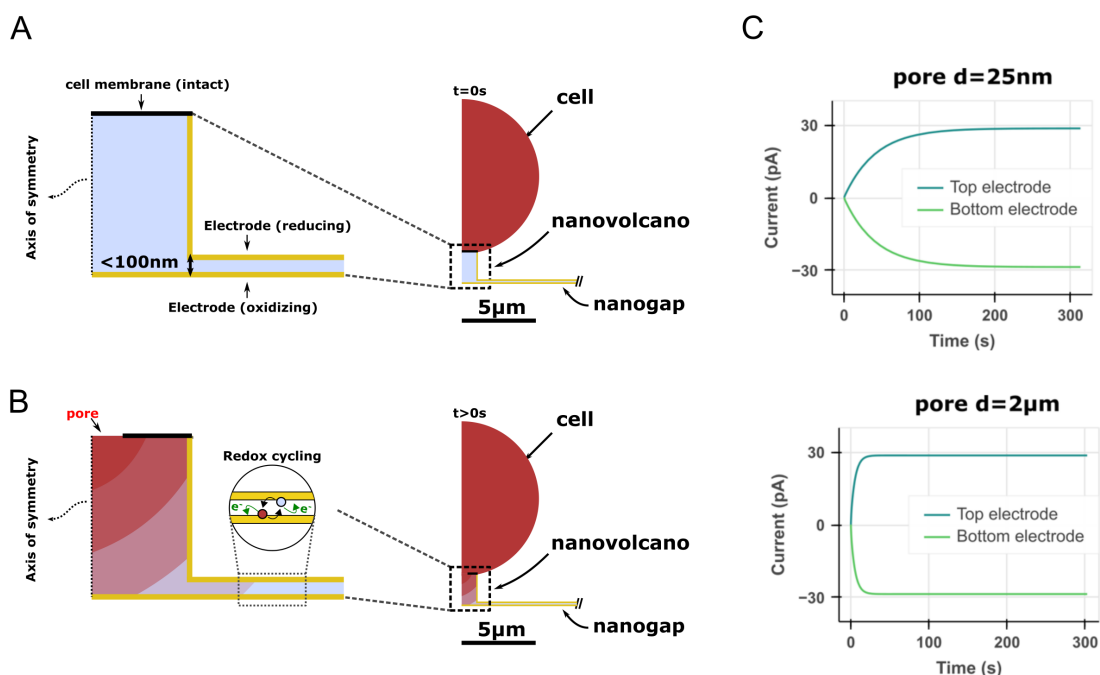 A
cell membrane (intact)
Axis of symmetry
<100nm
Electrode (reducing)
Electrode (oxidizing)
t=0s
cell
nanovolcano
nanogap
5μm
B
pore
Axis of symmetry
Redox cycling
e-
e-
t>0s
cell
nanovolcano
nanogap
5μm
C
pore d=25nm
Current (pA)
30
0
−30
Top electrode
Bottom electrode
0 100 200 300
Time (s)
pore d=2μm
Current (pA)
30
0
−30
Top electrode
Bottom electrode
0 100 200 300
Time (s)